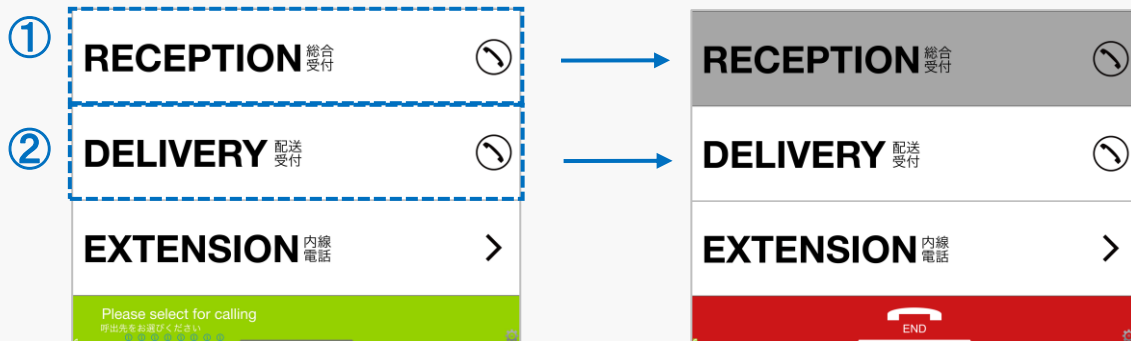 ①
RECEPTION 総合受付
②
DELIVERY 配送受付
EXTENSION 内線電話
Please select for calling
呼出先をお選びください
RECEPTION 総合受付
DELIVERY 配送受付
EXTENSION 内線電話
END